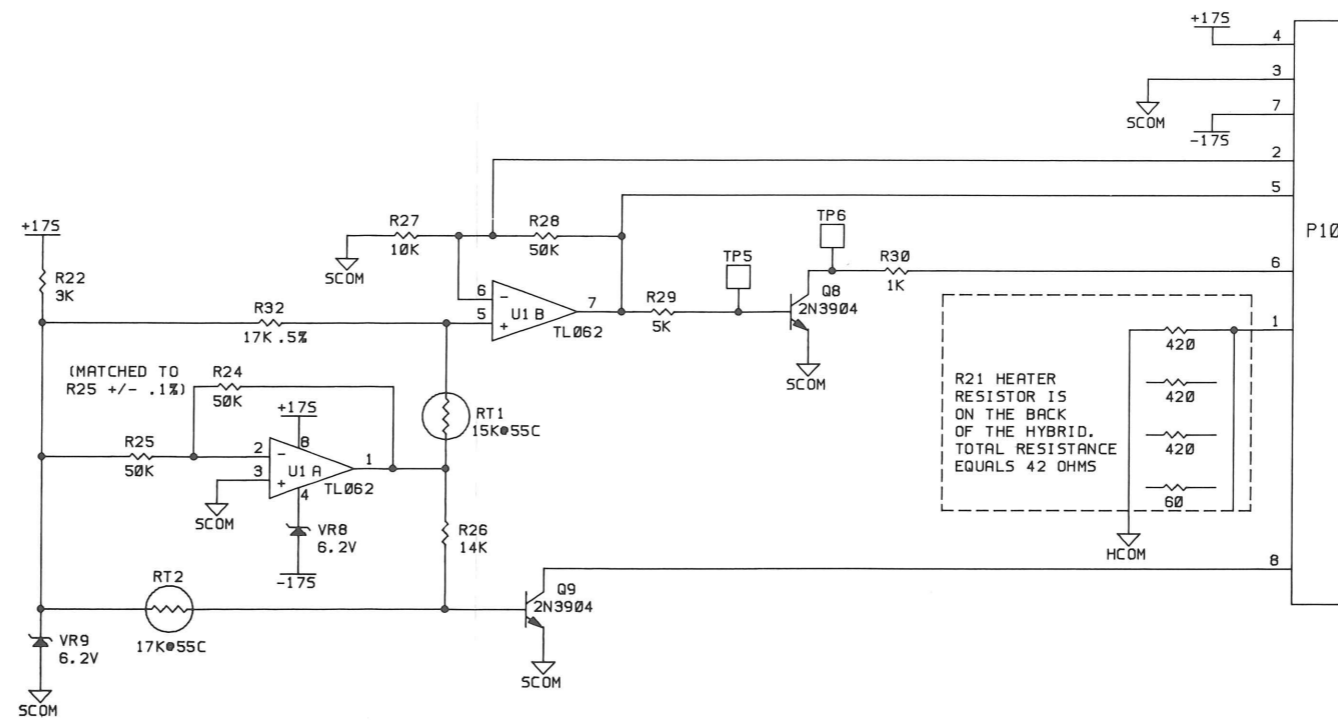 +17S
4
3
SCOM
7
-17S
2
5
P10
6
1
8
+17S
R22
3K
R27
10K
SCOM
R28
50K
6
-
5
+
U1 B
7
TL062
R29
5K
TP5
TP6
Q8
2N3904
SCOM
R30
1K
R32
17K .5%
(MATCHED TO
R25 +/- .1%)
R24
50K
+17S
8
R25
50K
2
-
3
+
U1 A
1
TL062
4
SCOM
VR8
6.2V
-17S
RT1
15K@55C
R26
14K
RT2
17K@55C
Q9
2N3904
SCOM
VR9
6.2V
SCOM
R21 HEATER
RESISTOR IS
ON THE BACK
OF THE HYBRID.
TOTAL RESISTANCE
EQUALS 42 OHMS
420
420
420
60
HCOM